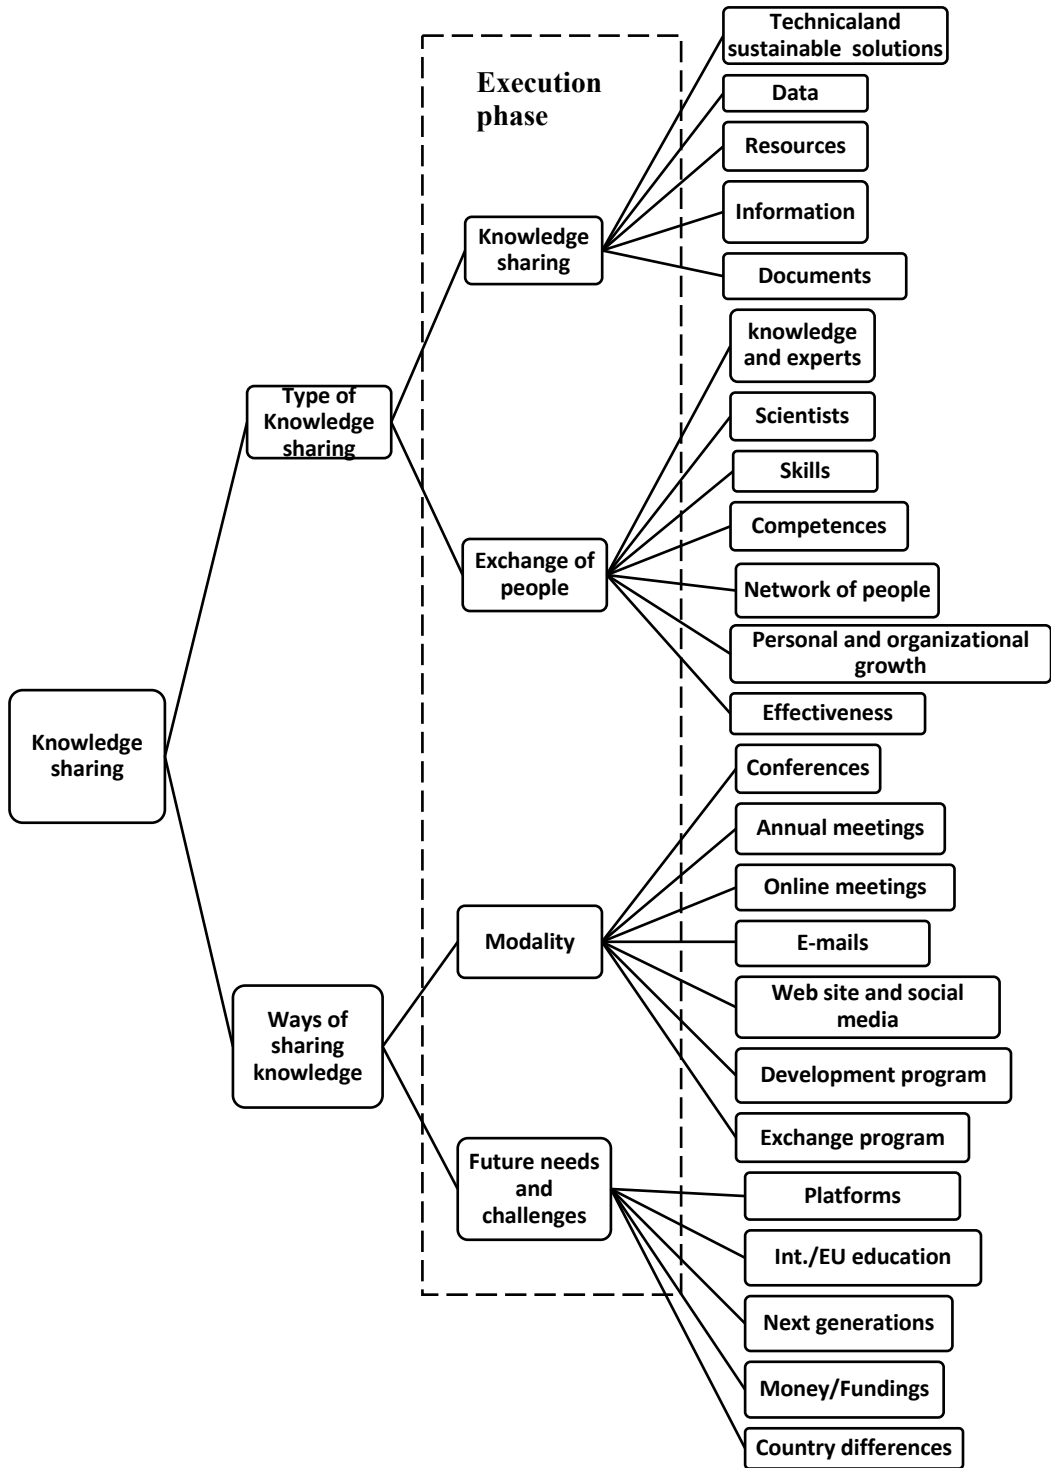 Technicaland
sustainable solutions
Execution
phase
Data
Resources
Information
Knowledge
sharing
Documents
knowledge
and experts
Type of
Knowledge
sharing
Scientists
Skills
Competences
Exchange of
people
Network of people
Personal and organizational
growth
Effectiveness
Knowledge
sharing
Conferences
Annual meetings
Online meetings
Modality
E-mails
Web site and social
media
Ways of
sharing
knowledge
Development program
Exchange program
Future needs
and
challenges
Platforms
Int./EU education
Next generations
Money/Fundings
Country differences